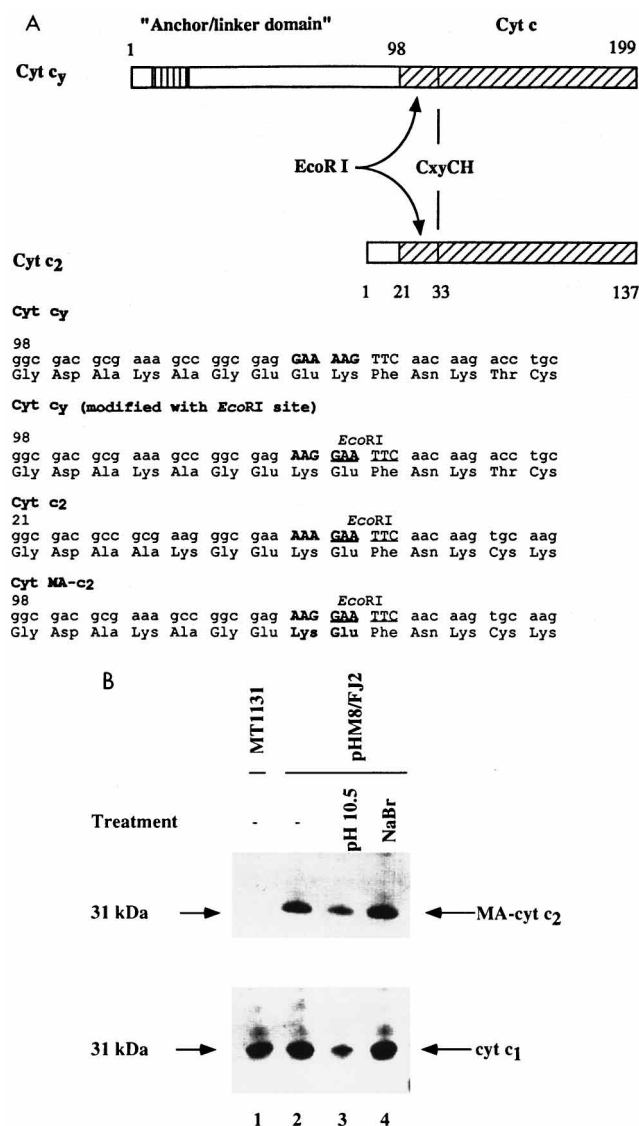 A
"Anchor/linker domain"
Cyt c
1
98
199
Cyt cy
EcoR I
CxyCH
Cyt c2
1 21 33 137
Cyt cy
98
ggc gac gcg aaa gcc ggc gag GAA AAG TTC aac aag acc tgc
Gly Asp Ala Lys Ala Gly Glu Glu Lys Phe Asn Lys Thr Cys
Cyt cy (modified with EcoRI site)
98 EcoRI
ggc gac gcg aaa gcc ggc gag AAG GAA TTC aac aag acc tgc
Gly Asp Ala Lys Ala Gly Glu Lys Glu Phe Asn Lys Thr Cys
Cyt c2
21 EcoRI
ggc gac gcc gcg aag ggc gaa AAA GAA TTC aac aag tgc aag
Gly Asp Ala Ala Lys Gly Glu Lys Glu Phe Asn Lys Cys Lys
Cyt MA-c2
98 EcoRI
ggc gac gcg aaa gcc ggc gag AAG GAA TTC aac aag tgc aag
Gly Asp Ala Lys Ala Gly Glu Lys Glu Phe Asn Lys Cys Lys
B
MT1131
pHM8/FJ2
Treatment - - pH 10.5 NaBr
31 kDa
MA-cyt c2
31 kDa
cyt c1
1 2 3 4